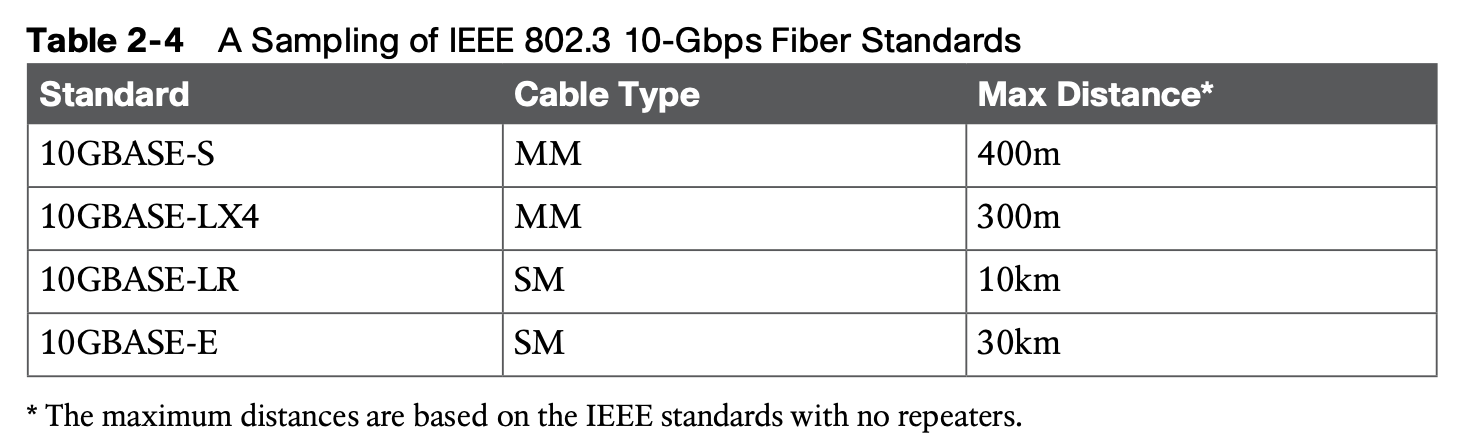 Table 2-4 A Sampling of IEEE 802.3 10-Gbps Fiber Standards
Standard Cable Type Max Distance*
10GBASE-S MM 400m
10GBASE-LX4 MM 300m
10GBASE-LR SM 10km
10GBASE-E SM 30km
* The maximum distances are based on the IEEE standards with no repeaters.